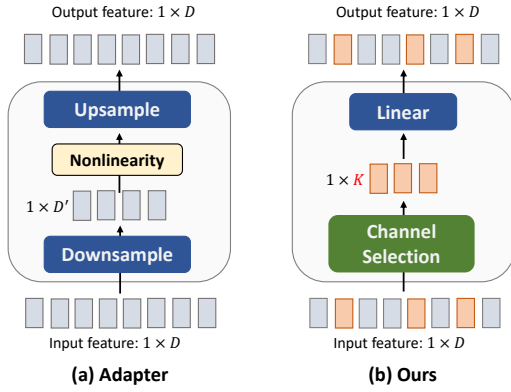 Output feature: 1 × D
Upsample
Nonlinearity
1 × D′
Downsample
Input feature: 1 × D
(a) Adapter
Output feature: 1 × D
Linear
1 × K
Channel
Selection
Input feature: 1 × D
(b) Ours